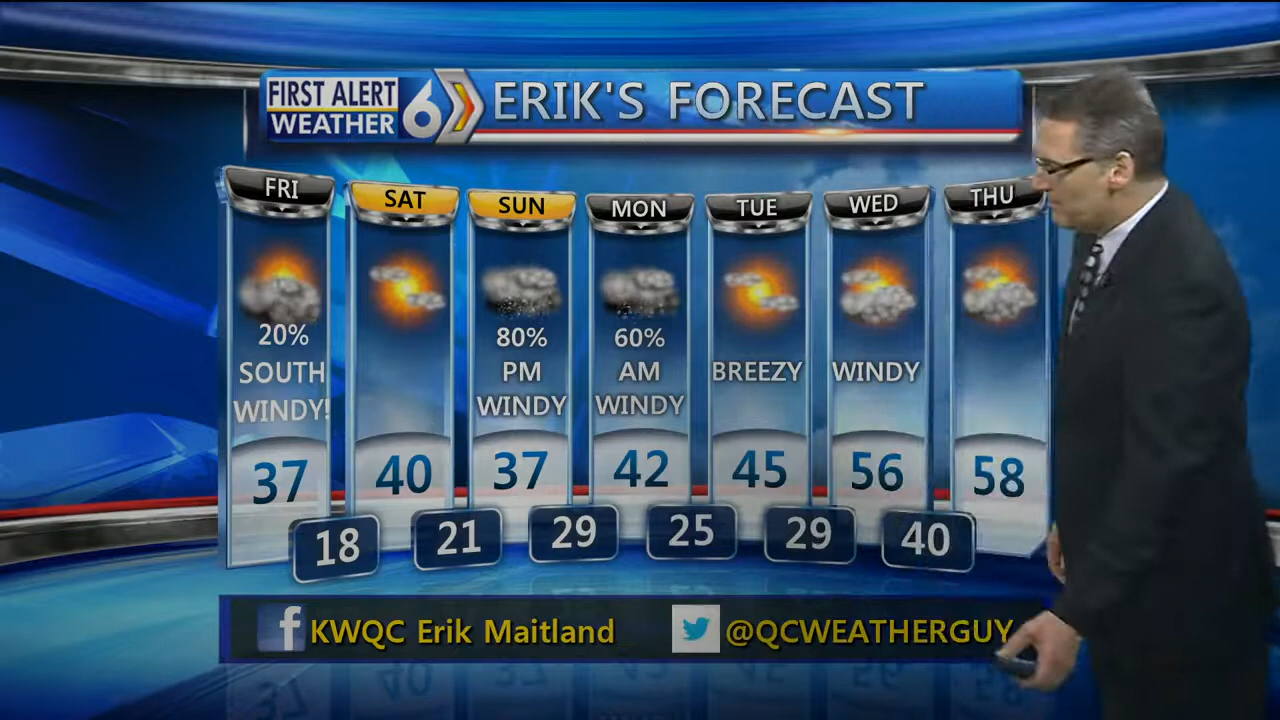 FIRST ALERT
WEATHER 6
ERIK'S FORECAST
FRI
20%
SOUTH
WINDY!
37
18
SAT
40
21
SUN
80%
PM
WINDY
37
29
MON
60%
AM
WINDY
42
25
TUE
BREEZY
45
29
WED
WINDY
56
40
THU
58
f KWQC Erik Maitland
@QCWEATHERGUY